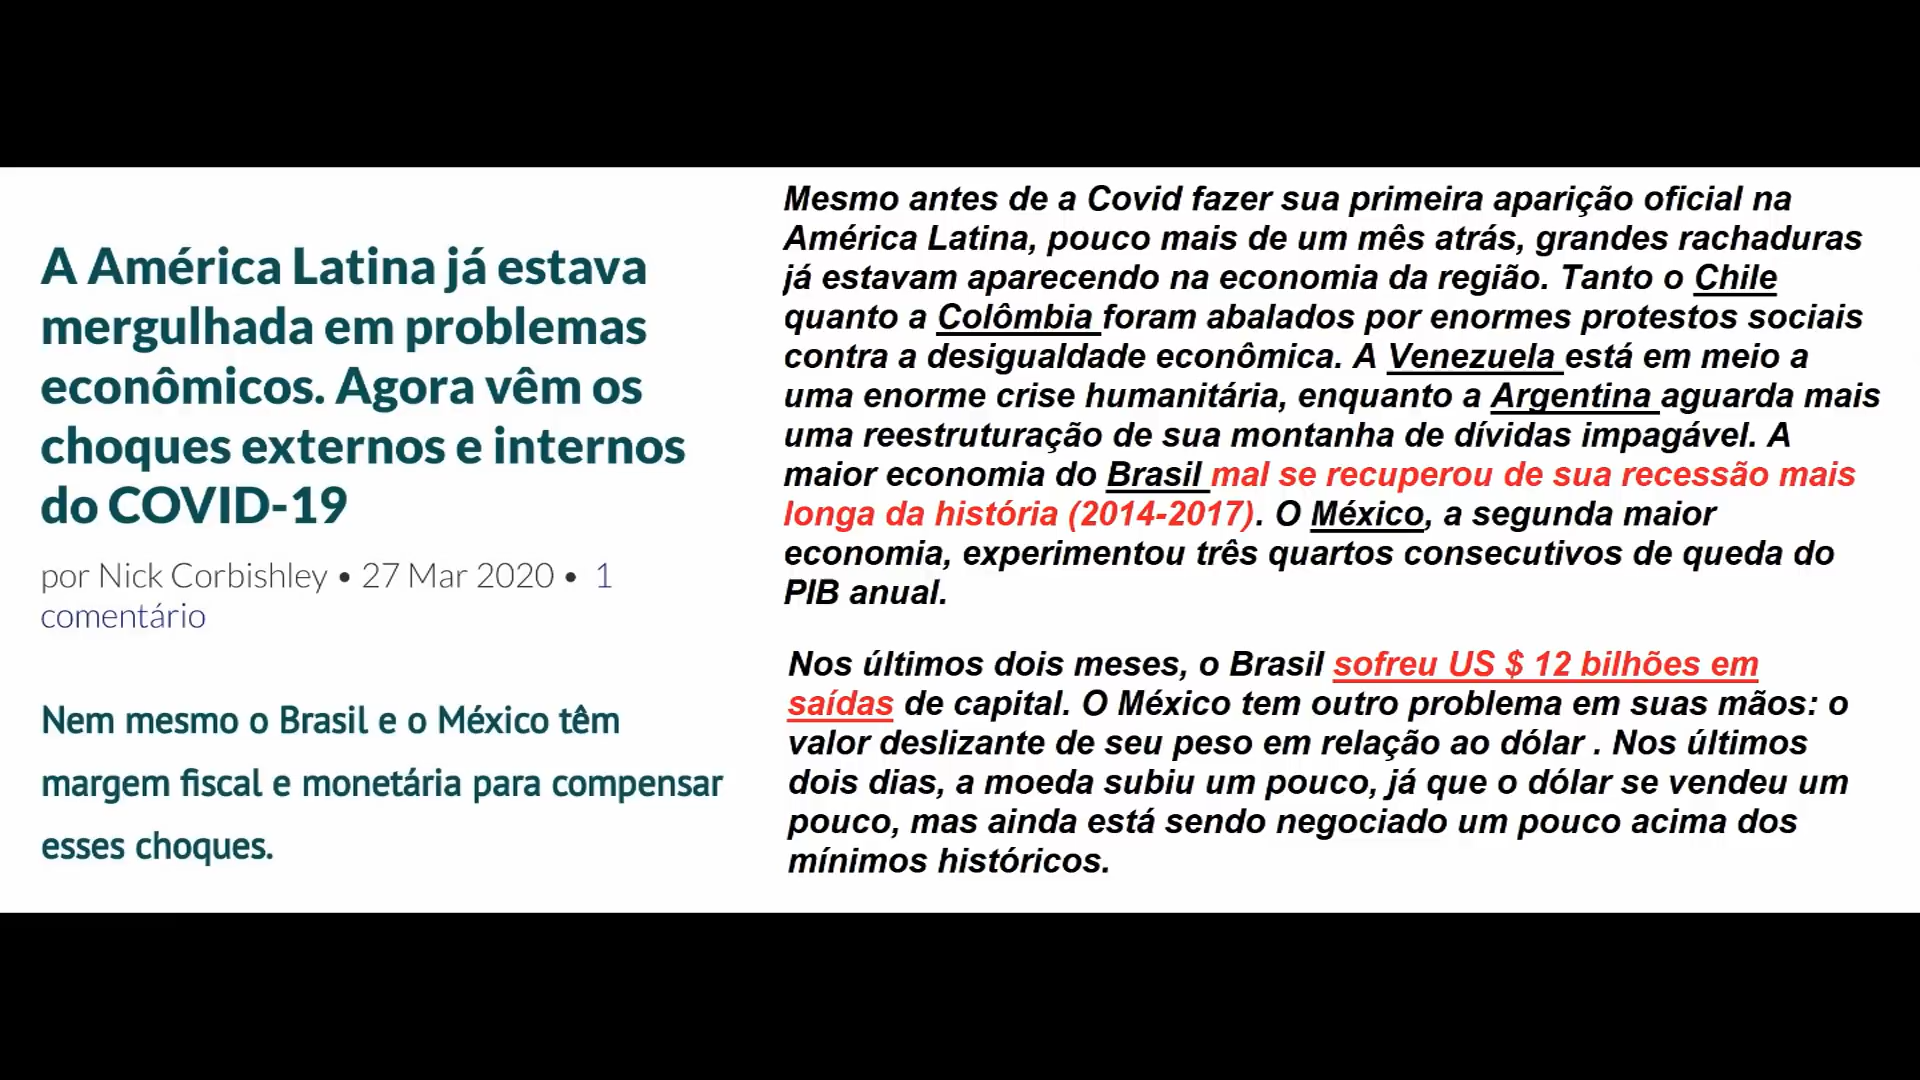 A América Latina já estava
mergulhada em problemas
econômicos. Agora vêm os
choques externos e internos
do COVID-19
por Nick Corbishley • 27 Mar 2020 • 1
comentário
Nem mesmo o Brasil e o México têm
margem fiscal e monetária para compensar
esses choques.
Mesmo antes de a Covid fazer sua primeira aparição oficial na
América Latina, pouco mais de um mês atrás, grandes rachaduras
já estavam aparecendo na economia da região. Tanto o Chile
quanto a Colômbia foram abalados por enormes protestos sociais
contra a desigualdade econômica. A Venezuela está em meio a
uma enorme crise humanitária, enquanto a Argentina aguarda mais
uma reestruturação de sua montanha de dívidas impagável. A
maior economia do Brasil mal se recuperou de sua recessão mais
longa da história (2014-2017). O México, a segunda maior
economia, experimentou três quartos consecutivos de queda do
PIB anual.
Nos últimos dois meses, o Brasil sofreu US $ 12 bilhões em
saídas de capital. O México tem outro problema em suas mãos: o
valor deslizante de seu peso em relação ao dólar . Nos últimos
dois dias, a moeda subiu um pouco, já que o dólar se vendeu um
pouco, mas ainda está sendo negociado um pouco acima dos
mínimos históricos.